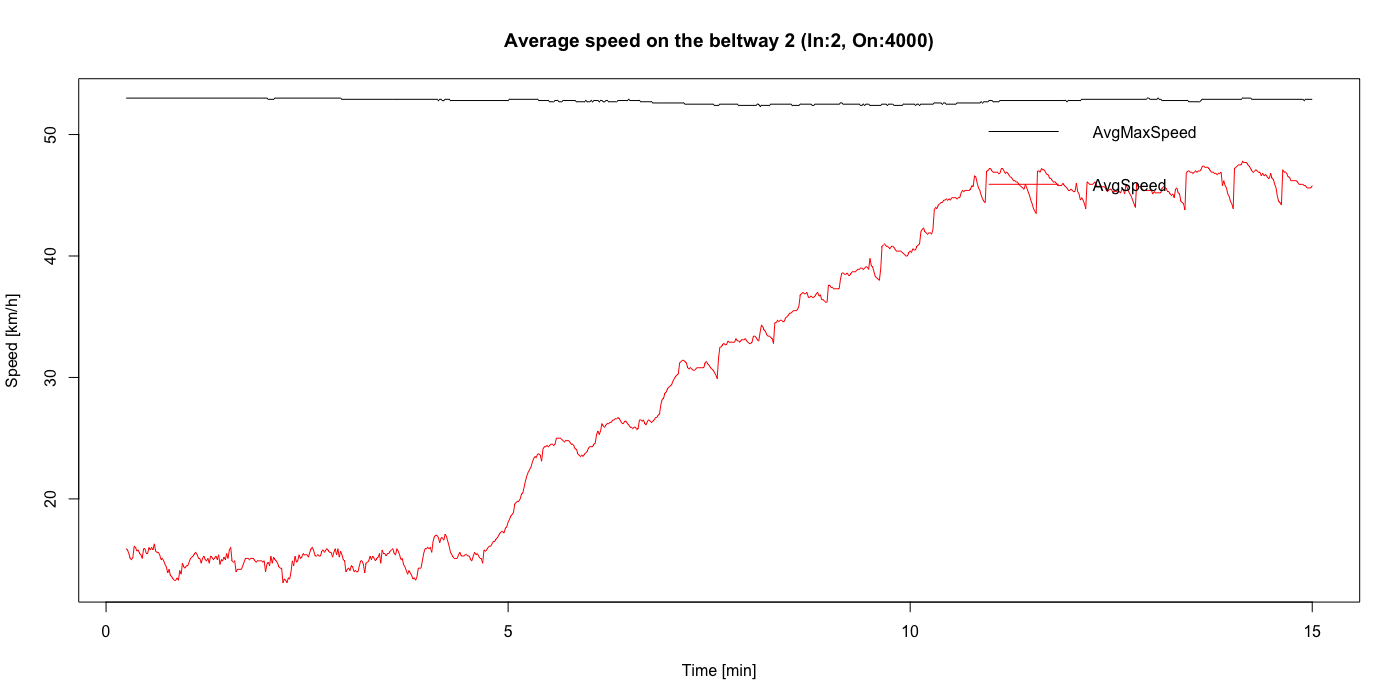 Average speed on the beltway 2 (In:2, On:4000)
Speed [km/h]
50
40
30
20
AvgMaxSpeed
AvgSpeed
0 5 10 15
Time [min]